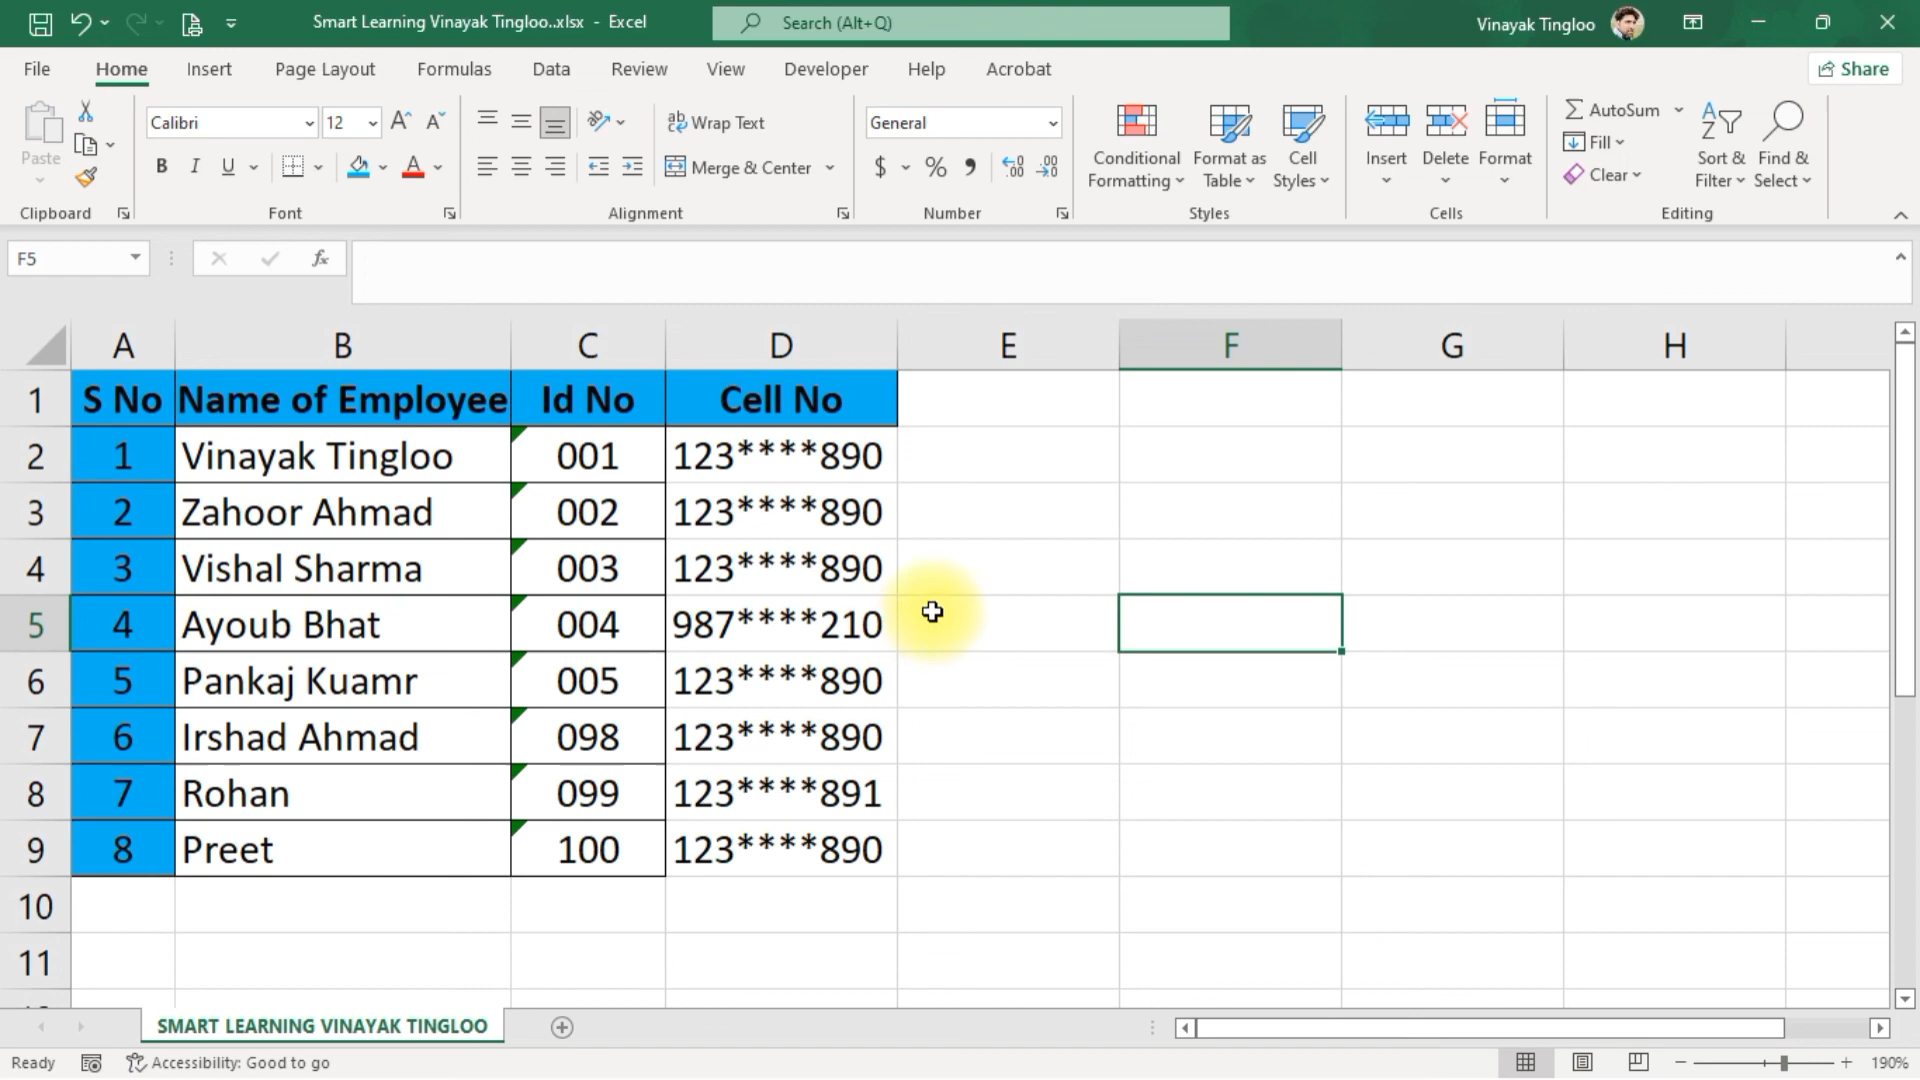 Smart Learning Vinayak Tingloo..xlsx - Excel
Search (Alt+Q)
Vinayak Tingloo
File Home Insert Page Layout Formulas Data Review View Developer Help Acrobat
Share
Paste
Clipboard
Calibri 12
B I U
Font
Wrap Text
Merge & Center
Alignment
General
$ % ,
Number
Conditional Formatting
Format as Table
Cell Styles
Styles
Insert
Delete
Format
Cells
AutoSum
Fill
Clear
Sort & Filter
Find & Select
Editing
F5
fx
A B C D E F G H
1 S No Name of Employee Id No Cell No
2 1 Vinayak Tingloo 001 123****890
3 2 Zahoor Ahmad 002 123****890
4 3 Vishal Sharma 003 123****890
5 4 Ayoub Bhat 004 987****210
6 5 Pankaj Kuamr 005 123****890
7 6 Irshad Ahmad 098 123****890
8 7 Rohan 099 123****891
9 8 Preet 100 123****890
10
11
SMART LEARNING VINAYAK TINGLOO
Ready
Accessibility: Good to go
190%